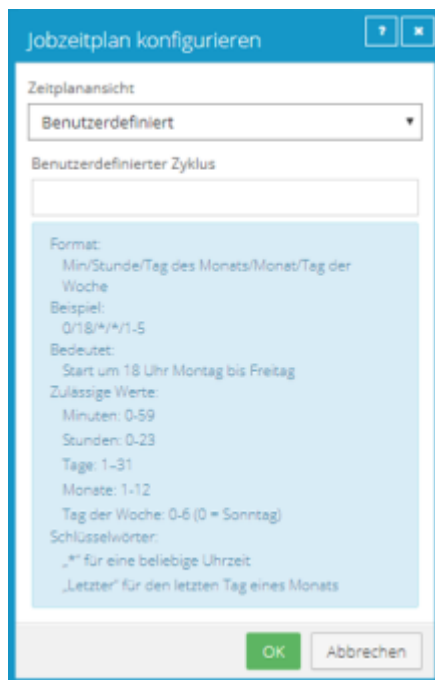 Jobzeitplan konfigurieren
?
×
Zeitplanansicht
Benutzerdefiniert
Benutzerdefinierter Zyklus
Format:
Min/Stunde/Tag des Monats/Monat/Tag der
Woche
Beispiel:
0/18/*/*/1-5
Bedeutet:
Start um 18 Uhr Montag bis Freitag
Zulässige Werte:
Minuten: 0-59
Stunden: 0-23
Tage: 1–31
Monate: 1-12
Tag der Woche: 0-6 (0 = Sonntag)
Schlüsselwörter:
„*“ für eine beliebige Uhrzeit
„Letzter“ für den letzten Tag eines Monats
OK
Abbrechen